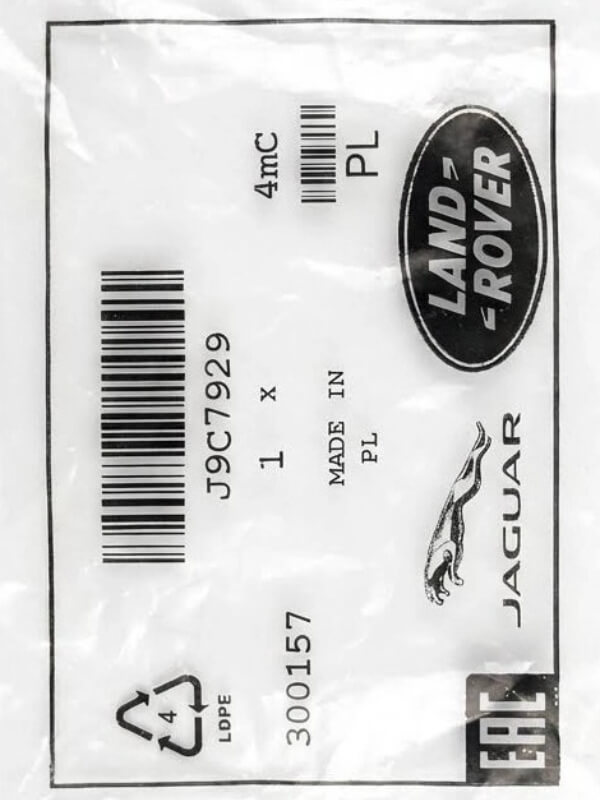 4
LDPE
J9C7929
1 x
300157
4mC
MADE IN
PL
PL
JAGUAR
LAND
ROVER
EAC